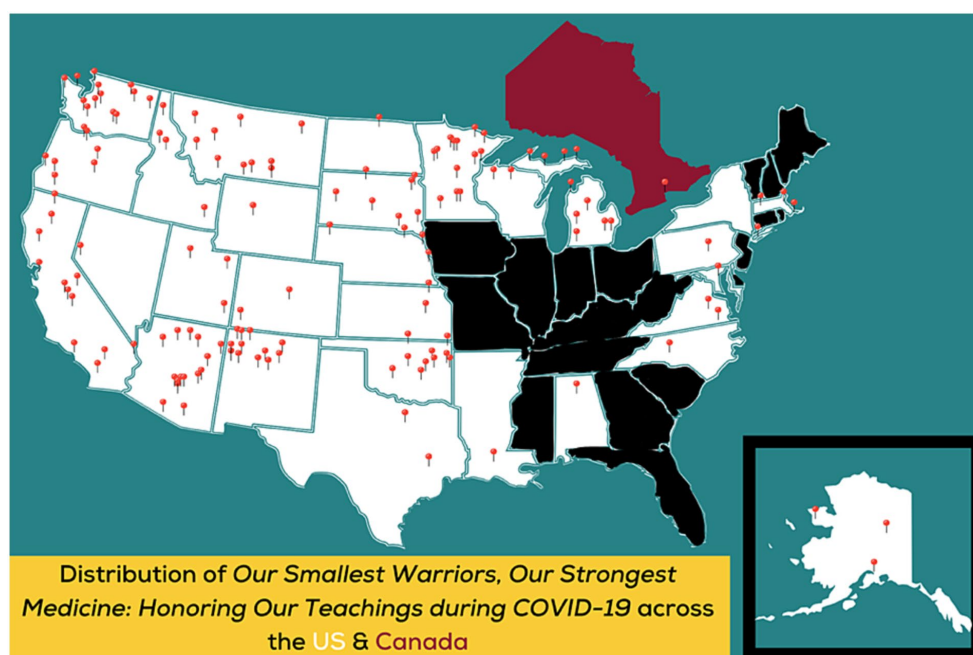 Distribution of Our Smallest Warriors, Our Strongest
Medicine: Honoring Our Teachings during COVID-19 across
the US & Canada